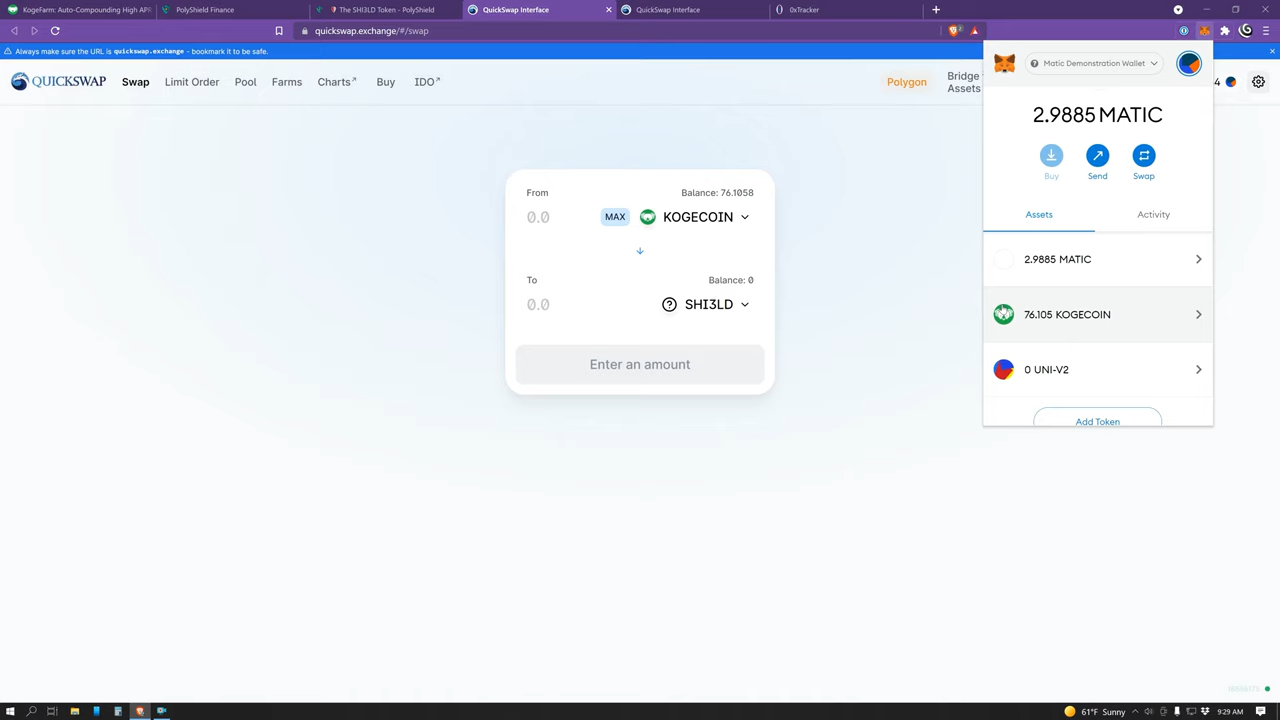 KogeFarm: Auto-Compounding High APR
PolyShield Finance
The SHI3LD Token - PolyShield
QuickSwap Interface
QuickSwap Interface
0xTracker
quickswap.exchange/#/swap
Always make sure the URL is quickswap.exchange - bookmark it to be safe.
QUICKSWAP
Swap
Limit Order
Pool
Farms
Charts↗
Buy
IDO↗
Polygon
Bridge
Assets
4
Matic Demonstration Wallet
2.9885 MATIC
Buy
Send
Swap
Assets
Activity
2.9885 MATIC
76.105 KOGECOIN
0 UNI-V2
Add Token
From
Balance: 76.1058
0.0
MAX
KOGECOIN
To
Balance: 0
0.0
SHI3LD
Enter an amount
61°F Sunny
9:29 AM